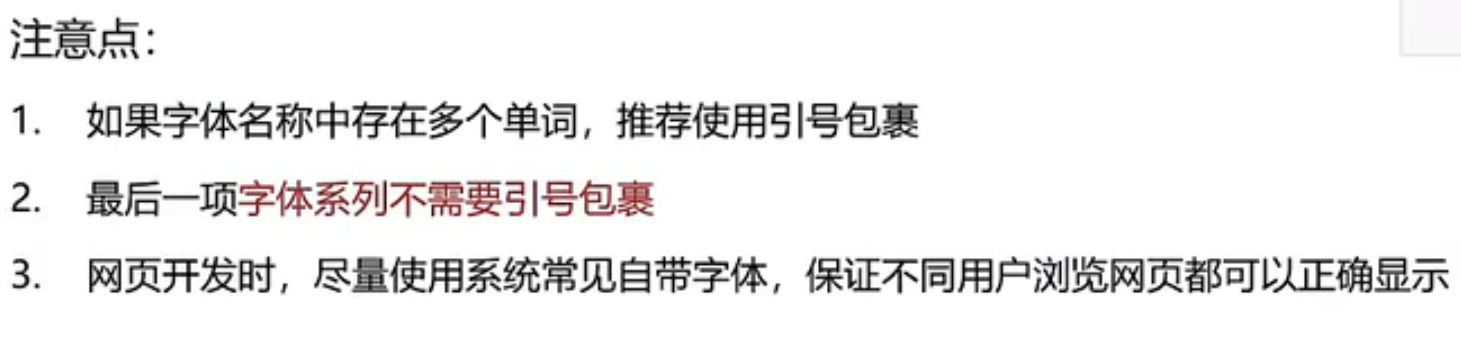 注意点：
1. 如果字体名称中存在多个单词，推荐使用引号包裹
2. 最后一项字体系列不需要引号包裹
3. 网页开发时，尽量使用系统常见自带字体，保证不同用户浏览网页都可以正确显示